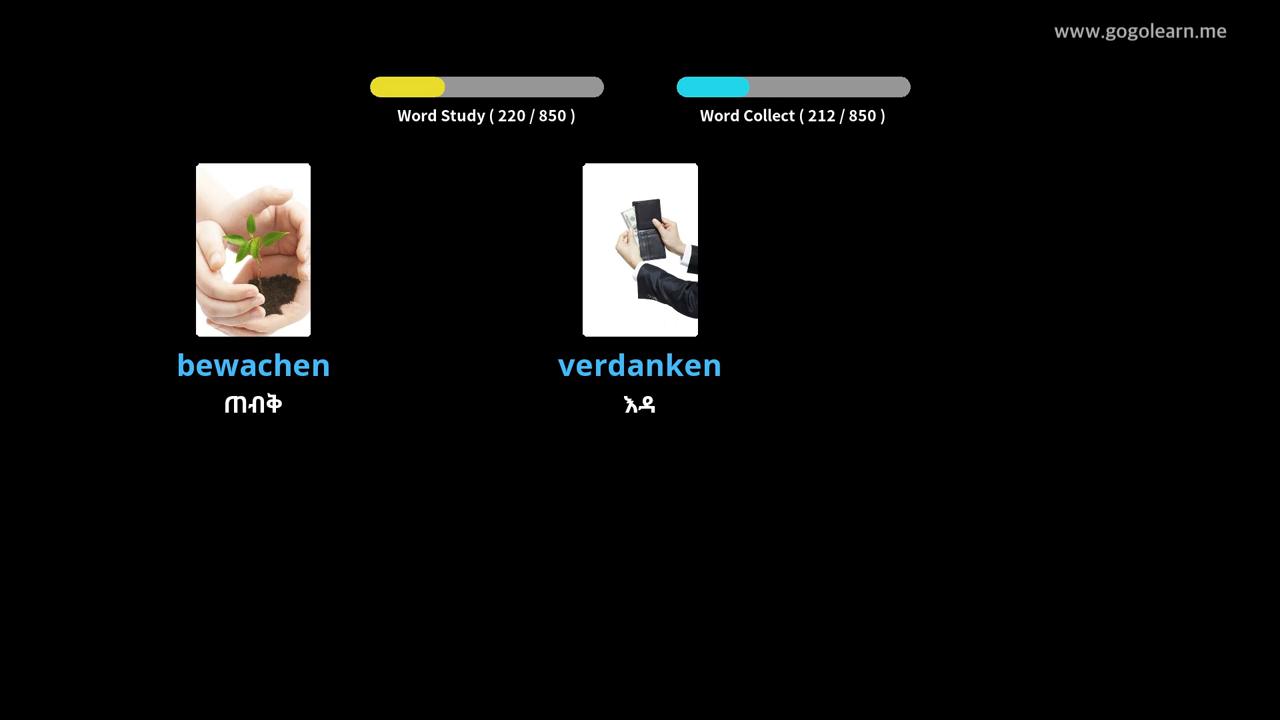 www.gogolearn.me
Word Study ( 220 / 850 )
Word Collect ( 212 / 850 )
bewachen
ጠብቅ
verdanken
እዳ